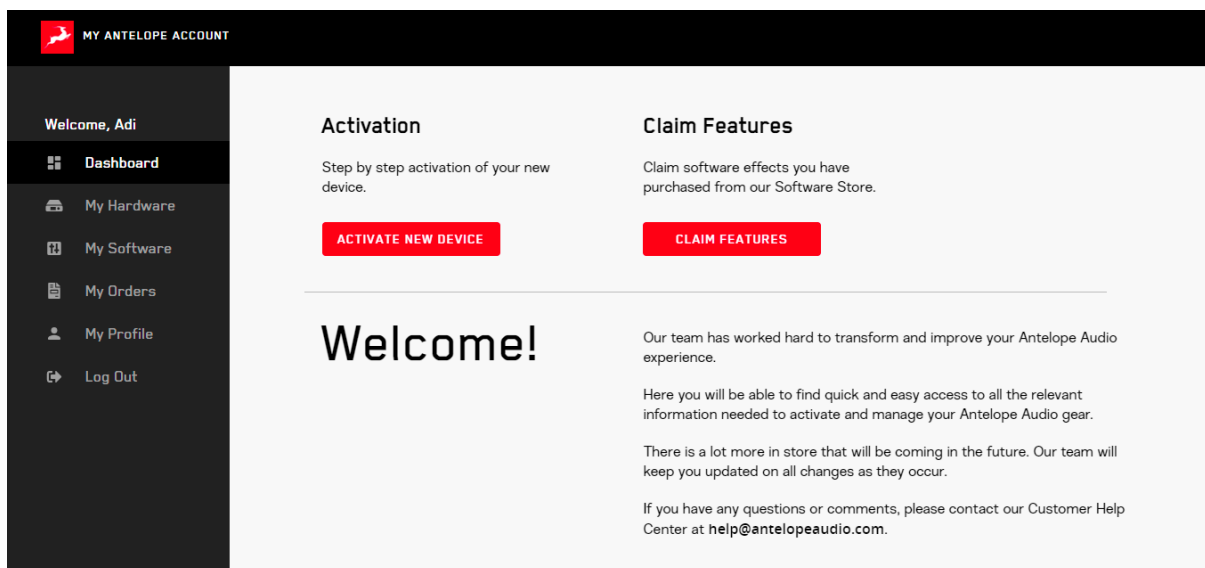 MY ANTELOPE ACCOUNT
Welcome, Adi
Dashboard
My Hardware
My Software
My Orders
My Profile
Log Out
Activation
Step by step activation of your new
device.
ACTIVATE NEW DEVICE
Claim Features
Claim software effects you have
purchased from our Software Store.
CLAIM FEATURES
Welcome!
Our team has worked hard to transform and improve your Antelope Audio
experience.
Here you will be able to find quick and easy access to all the relevant
information needed to activate and manage your Antelope Audio gear.
There is a lot more in store that will be coming in the future. Our team will
keep you updated on all changes as they occur.
If you have any questions or comments, please contact our Customer Help
Center at help@antelopeaudio.com.